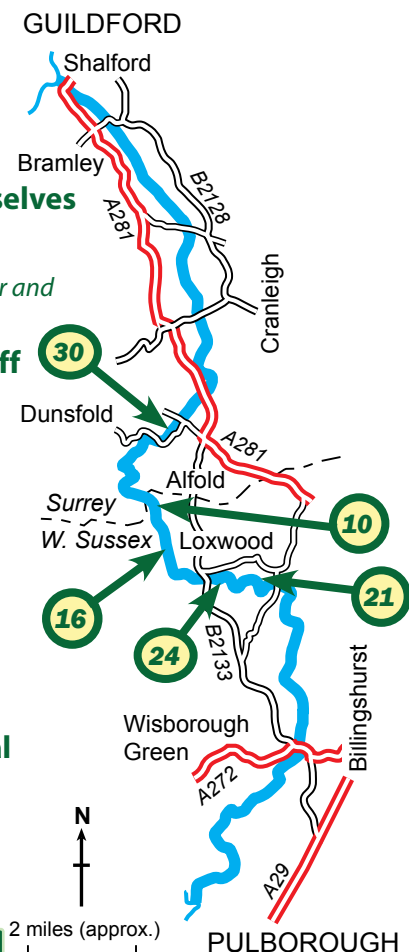 GUILDFORD
Shalford
Bramley
selves
B2128
A281
r and
Cranleigh
ff
30
Dunsfold
A281
Alfold
Surrey
10
W. Sussex
Loxwood
16
21
24
B2133
Wisborough
Green
Billingshurst
al
A272
N
A29
2 miles (approx.)
PULBOROUGH